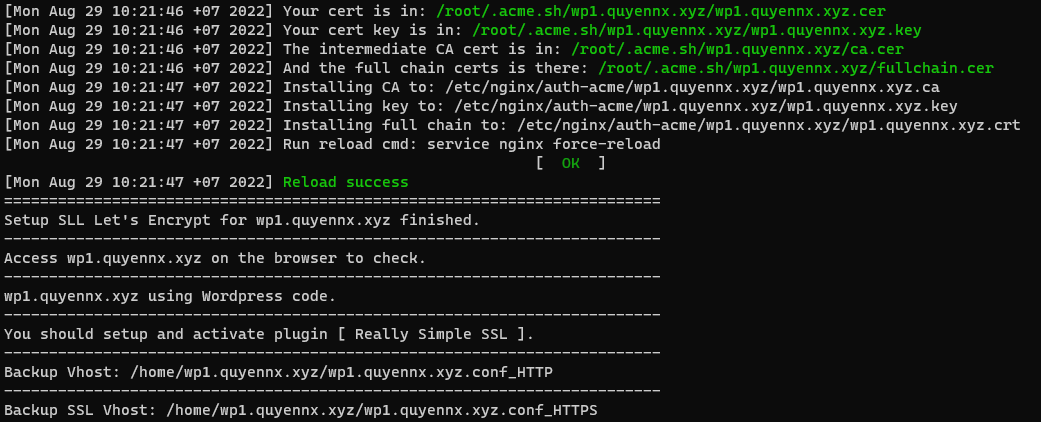 [Mon Aug 29 10:21:46 +07 2022] Your cert is in: /root/.acme.sh/wp1.quyennx.xyz/wp1.quyennx.xyz.cer
[Mon Aug 29 10:21:46 +07 2022] Your cert key is in: /root/.acme.sh/wp1.quyennx.xyz/wp1.quyennx.xyz.key
[Mon Aug 29 10:21:46 +07 2022] The intermediate CA cert is in: /root/.acme.sh/wp1.quyennx.xyz/ca.cer
[Mon Aug 29 10:21:46 +07 2022] And the full chain certs is there: /root/.acme.sh/wp1.quyennx.xyz/fullchain.cer
[Mon Aug 29 10:21:47 +07 2022] Installing CA to: /etc/nginx/auth-acme/wp1.quyennx.xyz/wp1.quyennx.xyz.ca
[Mon Aug 29 10:21:47 +07 2022] Installing key to: /etc/nginx/auth-acme/wp1.quyennx.xyz/wp1.quyennx.xyz.key
[Mon Aug 29 10:21:47 +07 2022] Installing full chain to: /etc/nginx/auth-acme/wp1.quyennx.xyz/wp1.quyennx.xyz.crt
[Mon Aug 29 10:21:47 +07 2022] Run reload cmd: service nginx force-reload
[  OK  ]
[Mon Aug 29 10:21:47 +07 2022] Reload success
=========================================================================
Setup SLL Let's Encrypt for wp1.quyennx.xyz finished.
-------------------------------------------------------------------------
Access wp1.quyennx.xyz on the browser to check.
-------------------------------------------------------------------------
wp1.quyennx.xyz using Wordpress code.
-------------------------------------------------------------------------
You should setup and activate plugin [ Really Simple SSL ].
-------------------------------------------------------------------------
Backup Vhost: /home/wp1.quyennx.xyz/wp1.quyennx.xyz.conf_HTTP
-------------------------------------------------------------------------
Backup SSL Vhost: /home/wp1.quyennx.xyz/wp1.quyennx.xyz.conf_HTTPS